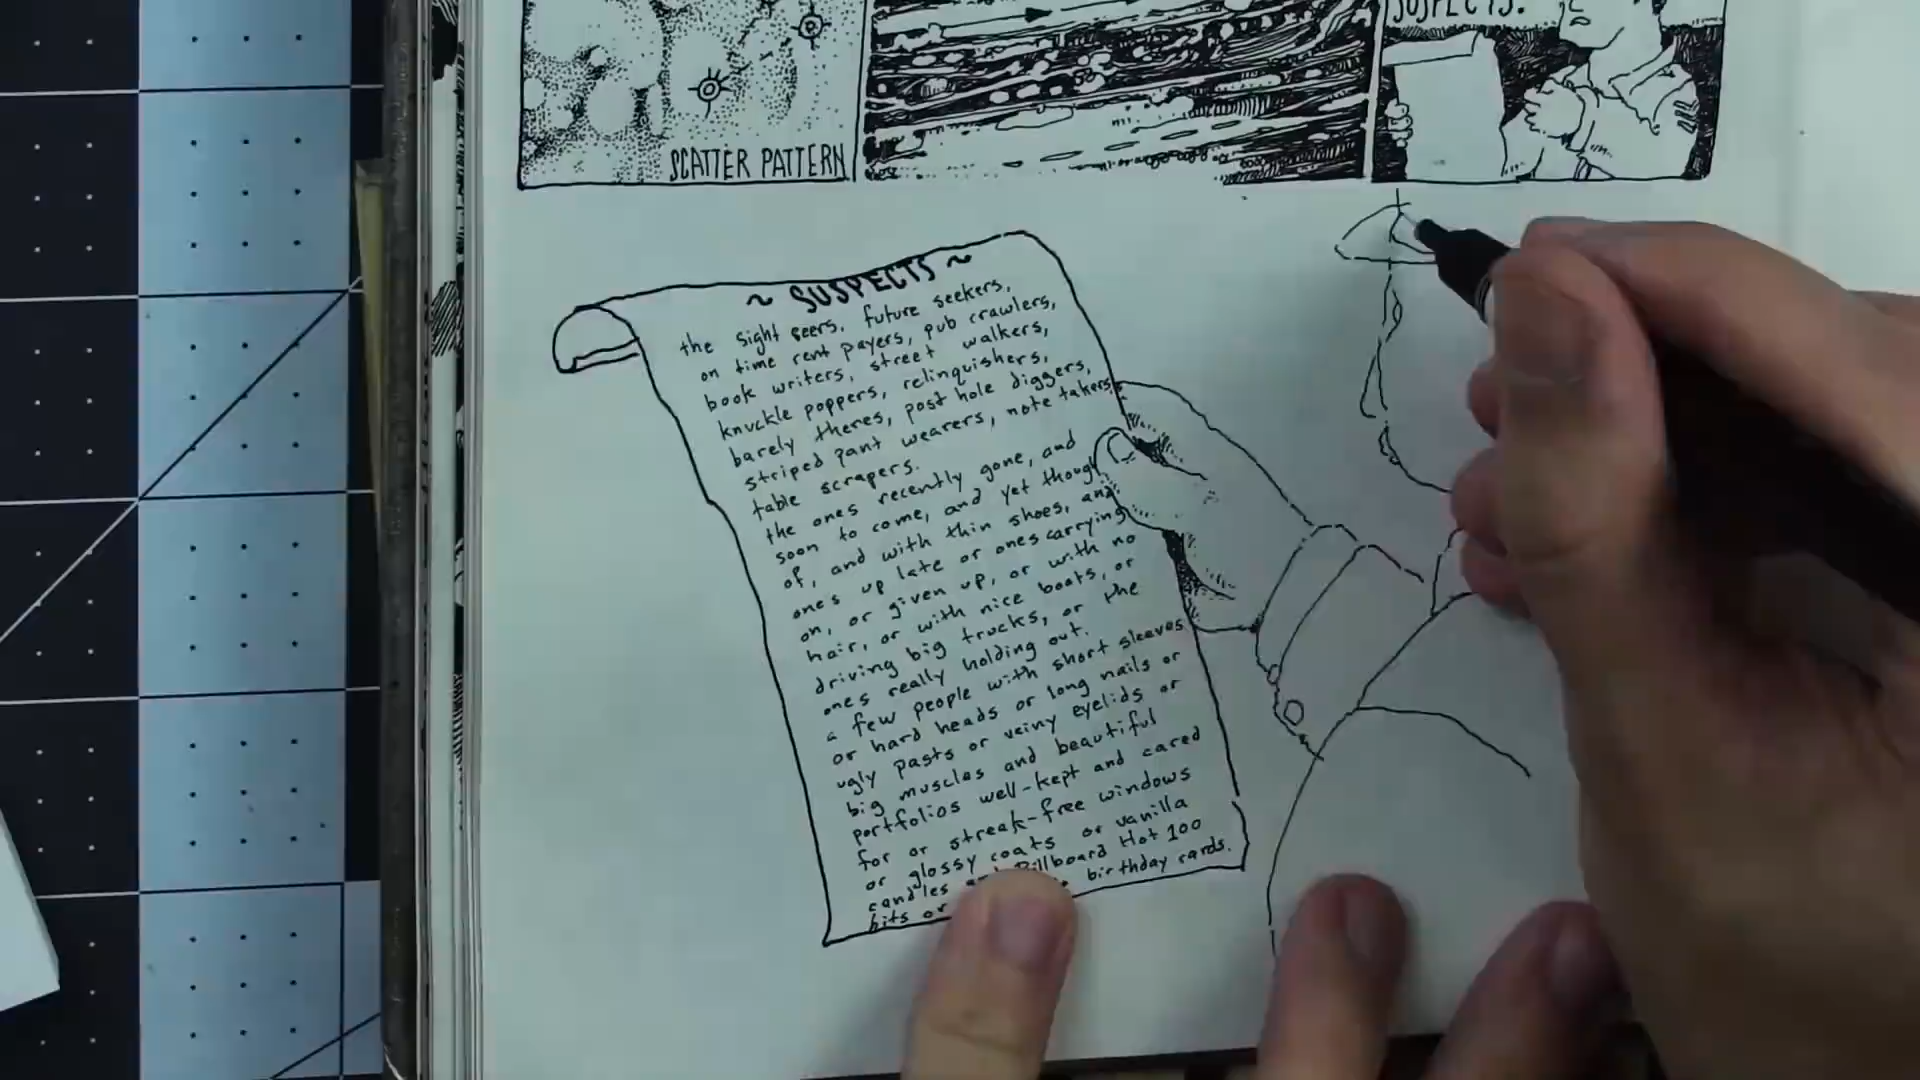 SUSPECTS.
SCATTER PATTERN
~ SUSPECTS ~
the sight seers, future seekers,
on time rent payers, pub crawlers,
book writers, street walkers,
knuckle poppers, relinquishers,
barely theres, post hole diggers,
striped pant wearers, note takers,
table scrapers.
the ones recently gone, and
soon to come, and yet though
of, and with thin shoes, and
ones up late or ones carrying
on, or given up, or with no
hair, or with nice boats, or
driving big trucks, or the
ones really holding out.
a few people with short sleeves
or hard heads or long nails or
ugly pasts or veiny eyelids or
big muscles and beautiful
portfolios well-kept and cared
for or streak-free windows
or glossy coats or vanilla
candles Billboard Hot 100
hits or birthday cards.